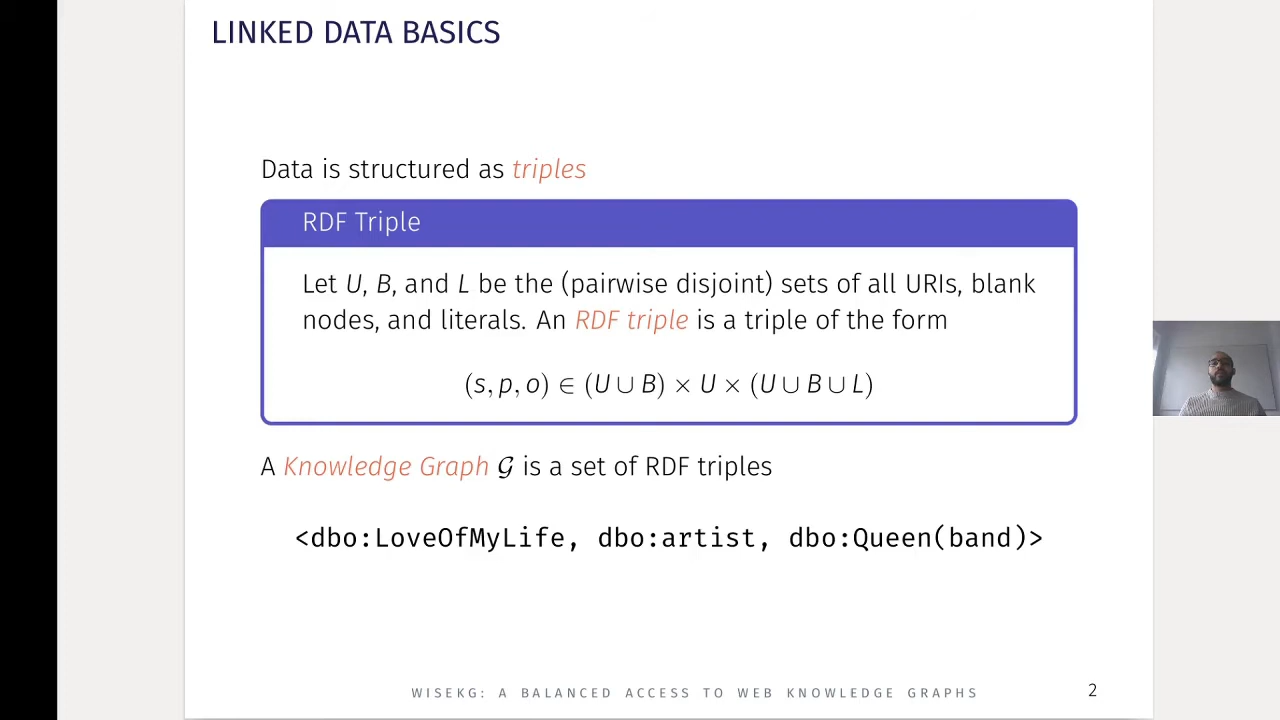 LINKED DATA BASICS
Data is structured as triples
RDF Triple
Let U, B, and L be the (pairwise disjoint) sets of all URIs, blank
nodes, and literals. An RDF triple is a triple of the form
(s, p, o) ∈ (U ∪ B) × U × (U ∪ B ∪ L)
A Knowledge Graph 𝒢 is a set of RDF triples
<dbo:LoveOfMyLife, dbo:artist, dbo:Queen(band)>
WISEKG: A BALANCED ACCESS TO WEB KNOWLEDGE GRAPHS
2